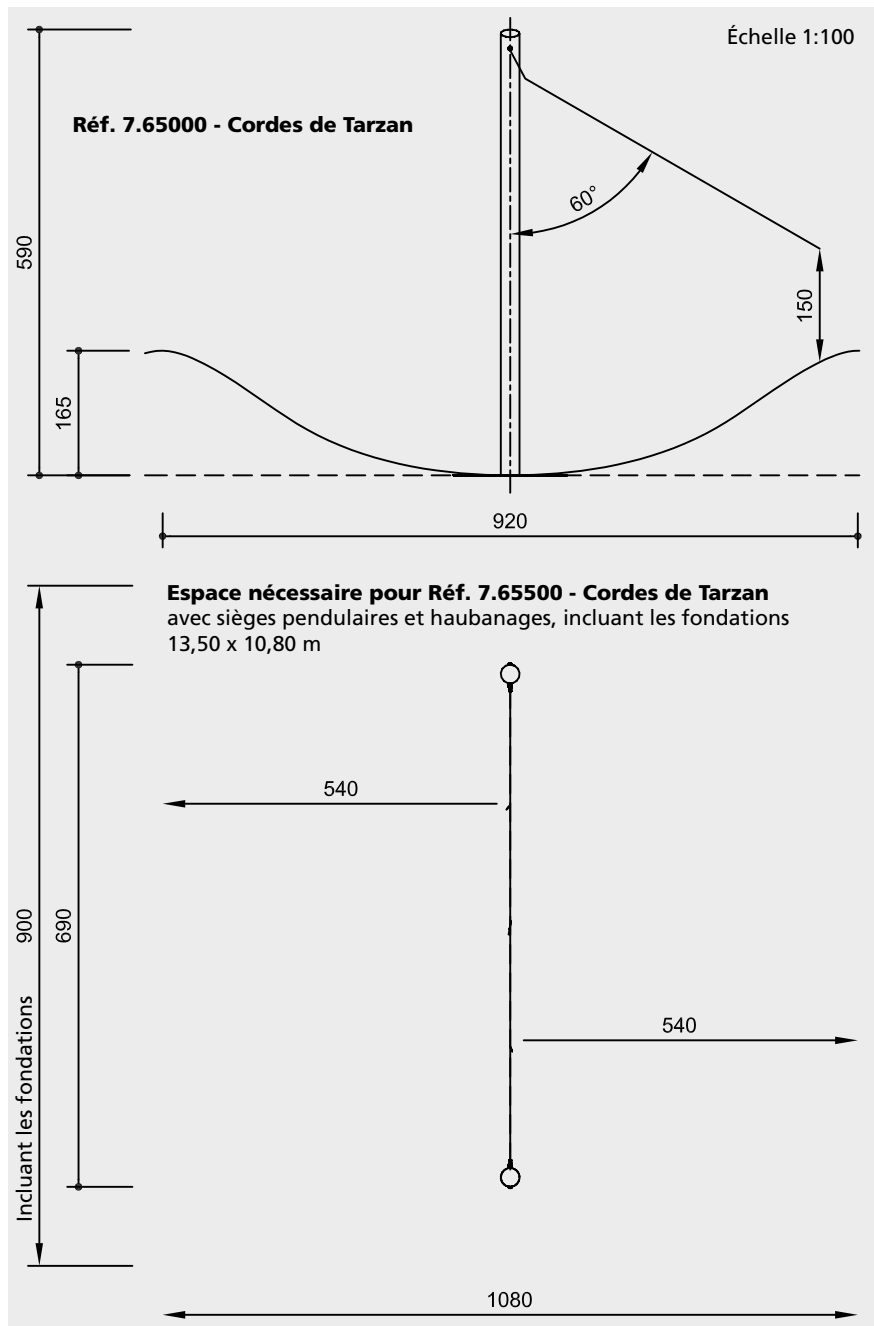 Échelle 1:100
Réf. 7.65000 - Cordes de Tarzan
60°
590
150
165
920
Espace nécessaire pour Réf. 7.65500 - Cordes de Tarzan
avec sièges pendulaires et haubanages, incluant les fondations
13,50 x 10,80 m
540
900
690
540
Incluant les fondations
1080